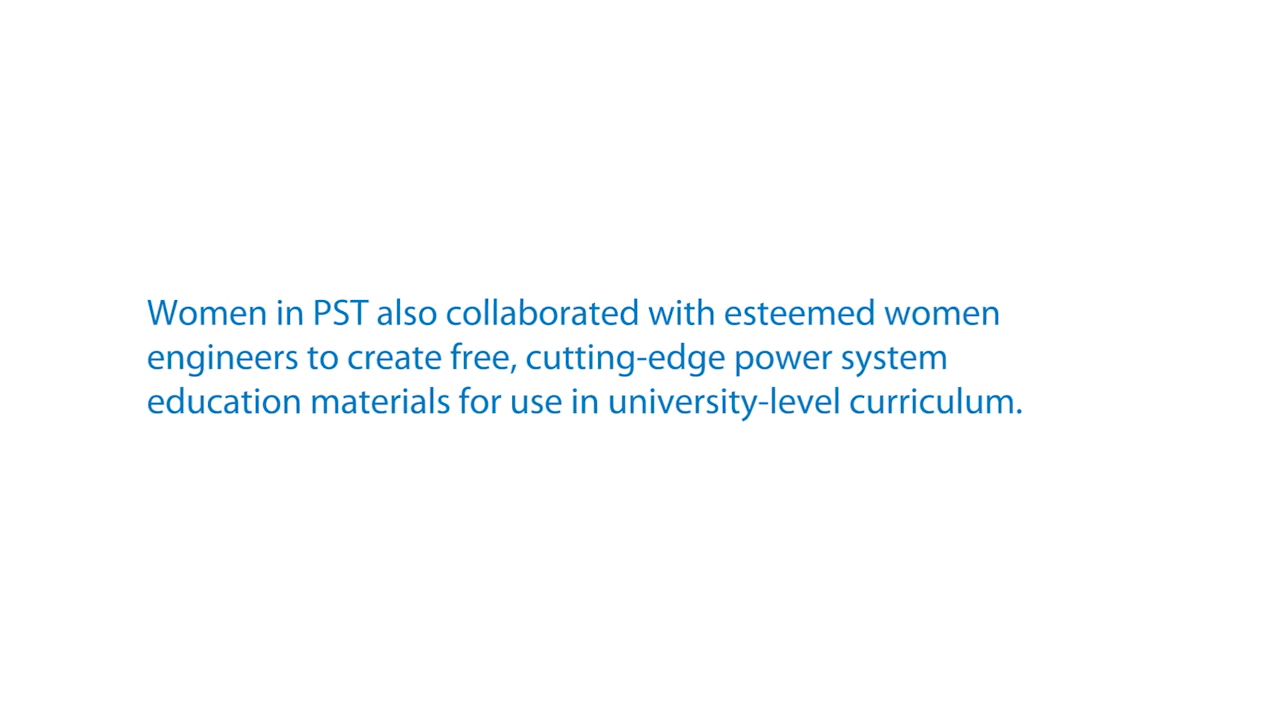 Women in PST also collaborated with esteemed women
engineers to create free, cutting-edge power system
education materials for use in university-level curriculum.